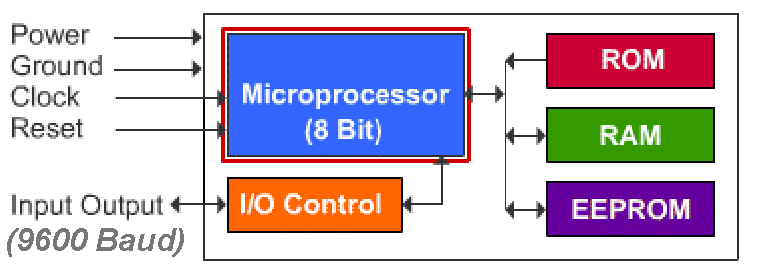 Power
Ground
Clock
Reset
Input Output
(9600 Baud)
Microprocessor
(8 Bit)
I/O Control
ROM
RAM
EEPROM